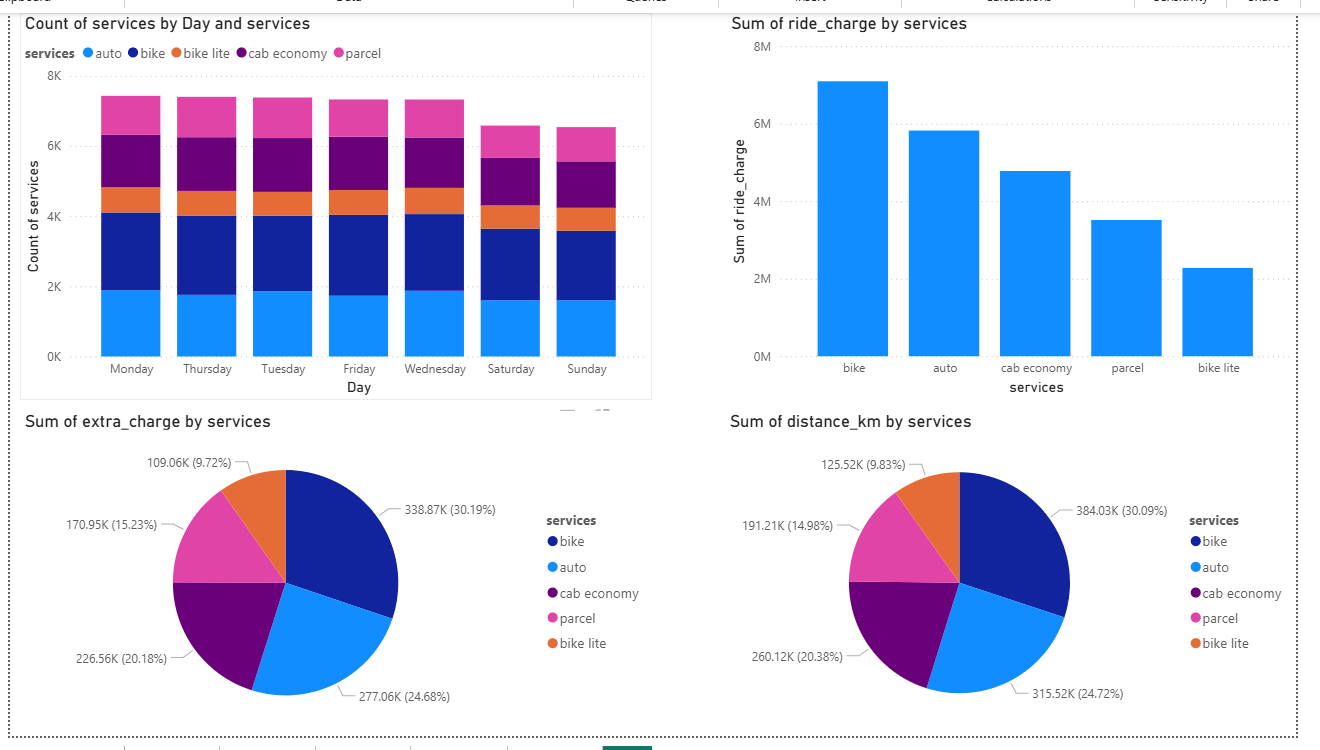 Count of services by Day and services
services auto bike bike lite cab economy parcel
8K
6K
4K
2K
0K
Count of services
Monday Thursday Tuesday Friday Wednesday Saturday Sunday
Day
Sum of ride_charge by services
8M
6M
4M
2M
0M
Sum of ride_charge
bike auto cab economy parcel bike lite
services
Sum of extra_charge by services
109.06K (9.72%)
338.87K (30.19%)
170.95K (15.23%)
226.56K (20.18%)
277.06K (24.68%)
services
bike
auto
cab economy
parcel
bike lite
Sum of distance_km by services
125.52K (9.83%)
384.03K (30.09%)
191.21K (14.98%)
260.12K (20.38%)
315.52K (24.72%)
services
bike
auto
cab economy
parcel
bike lite